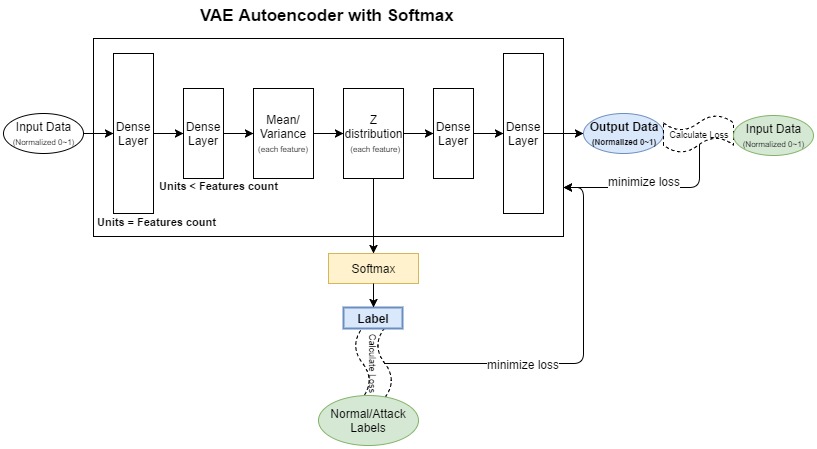 VAE Autoencoder with Softmax
Input Data
(Normalized 0~1)
Dense
Layer
Dense
Layer
Mean/
Variance
(each feature)
Z
distribution
(each feature)
Dense
Layer
Dense
Layer
Output Data
(Normalized 0~1)
Calculate Loss
Input Data
(Normalized 0~1)
Units < Features count
Units = Features count
minimize loss
Softmax
Label
Calculate Loss
minimize loss
Normal/Attack
Labels